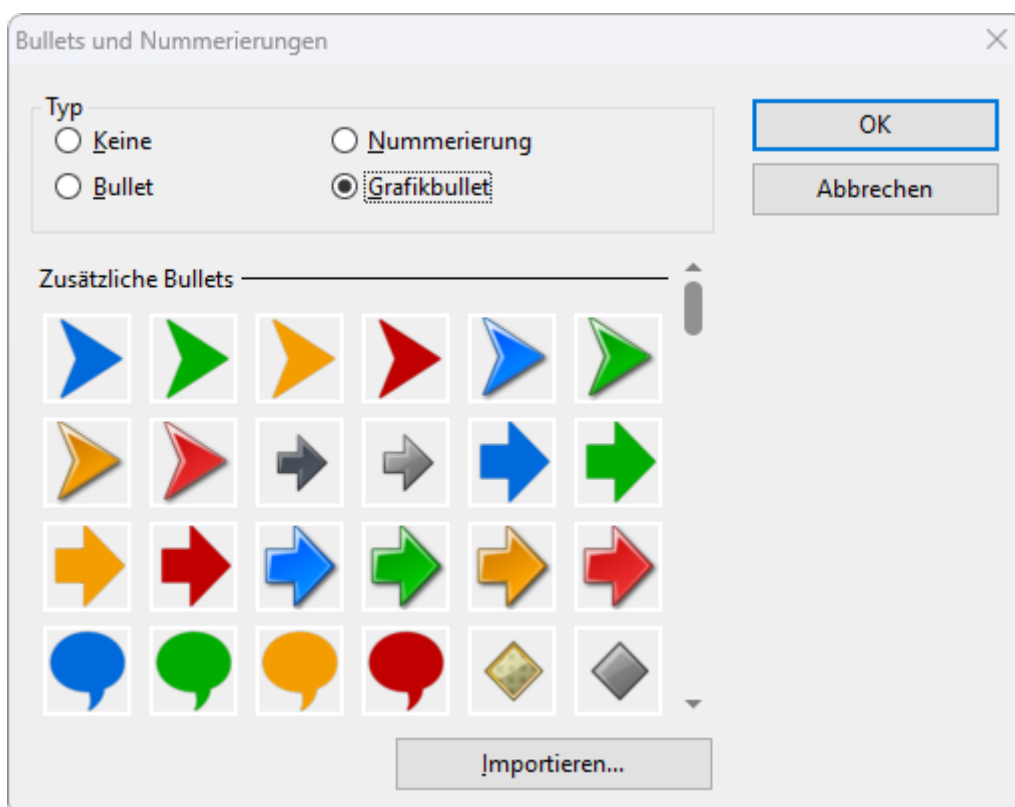 Bullets und Nummerierungen
Typ
Keine
Nummerierung
OK
Bullet
Grafikbullet
Abbrechen
Zusätzliche Bullets
Importieren...